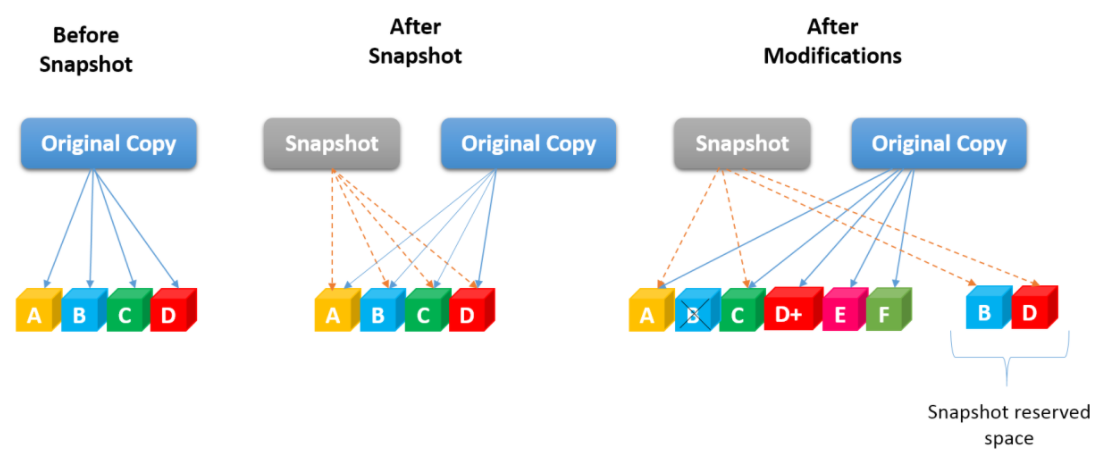 Before
Snapshot
After
Snapshot
After
Modifications
Original Copy
Snapshot
Original Copy
Snapshot
Original Copy
A B C D
A B C D
A B C D+ E F
B D
Snapshot reserved
space